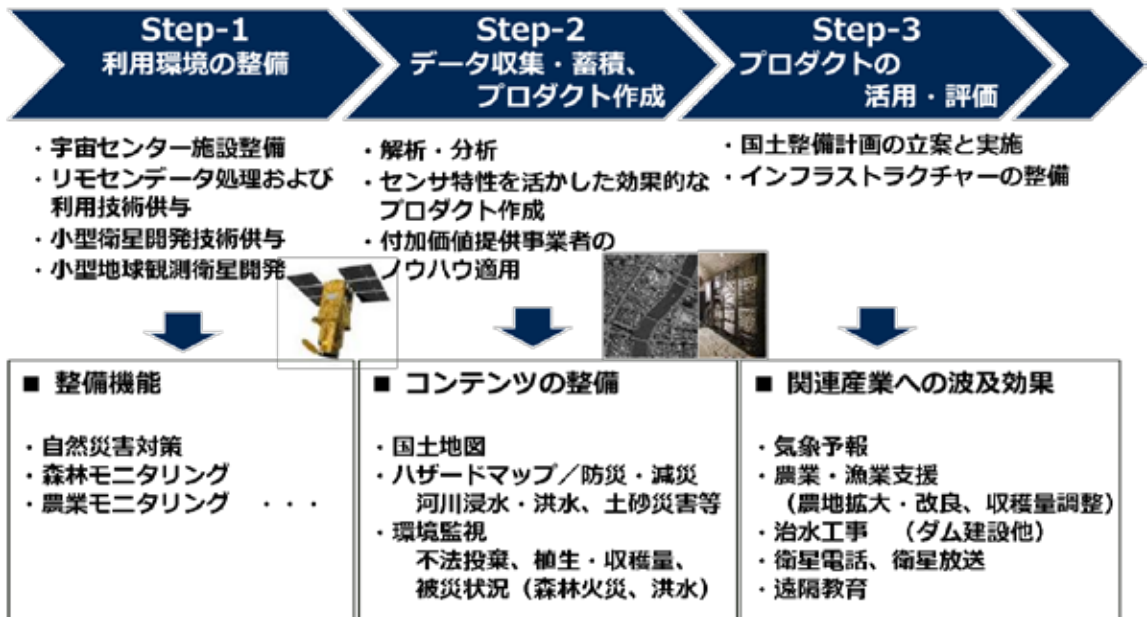 Step-1
利用環境の整備
・宇宙センター施設整備
・リモセンデータ処理および
利用技術供与
・小型衛星開発技術供与
・小型地球観測衛星開発
■ 整備機能
・自然災害対策
・森林モニタリング
・農業モニタリング ・・・
Step-2
データ収集・蓄積、
プロダクト作成
・解析・分析
・センサ特性を活かした効果的な
プロダクト作成
・付加価値提供事業者の
ノウハウ適用
■ コンテンツの整備
・国土地図
・ハザードマップ／防災・減災
河川浸水・洪水、土砂災害等
・環境監視
不法投棄、植生・収穫量、
被災状況（森林火災、洪水）
Step-3
プロダクトの
活用・評価
・国土整備計画の立案と実施
・インフラストラクチャーの整備
■ 関連産業への波及効果
・気象予報
・農業・漁業支援
（農地拡大・改良、収穫量調整）
・治水工事 （ダム建設他）
・衛星電話、衛星放送
・遠隔教育